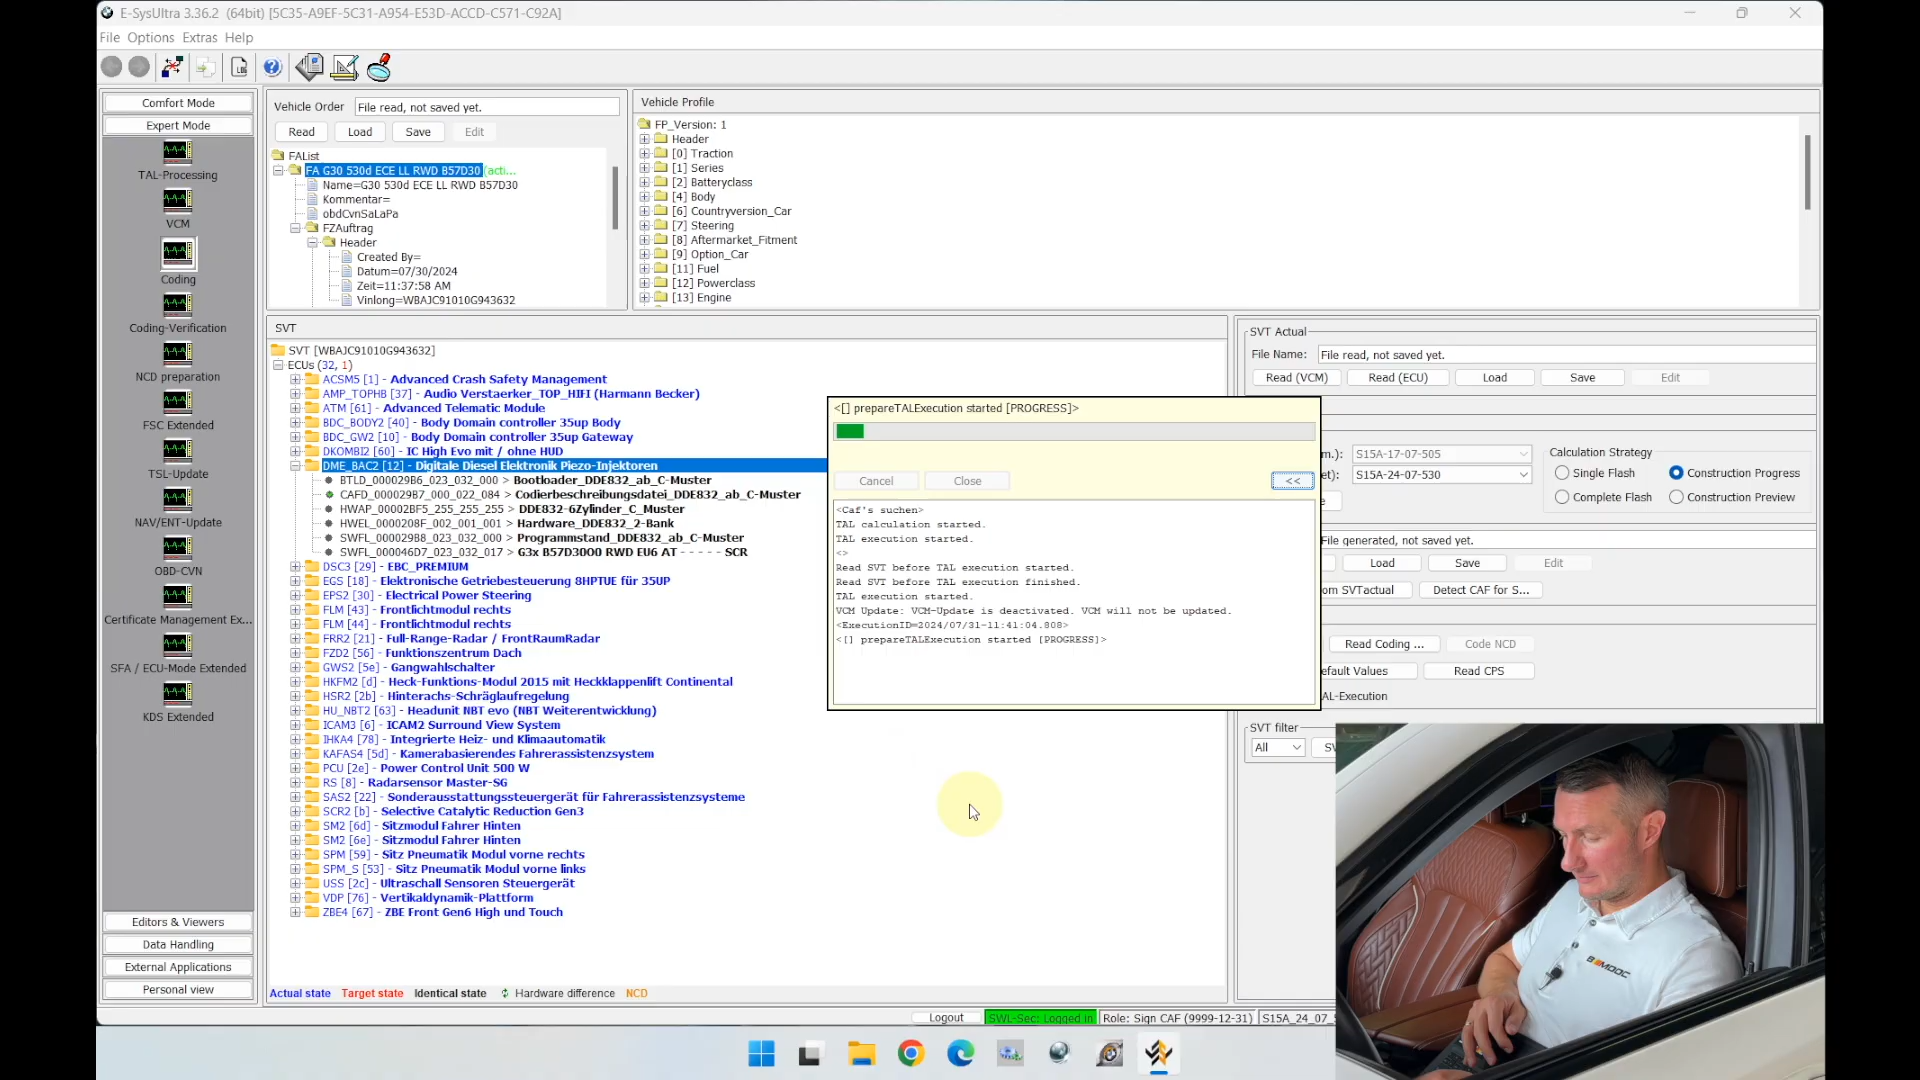 E-SysUltra 3.36.2 (64bit) [5C35-A9EF-5C31-A954-E53D-ACCD-C571-C92A]
File Options Extras Help
Comfort Mode
Expert Mode
TAL-Processing
VCM
Coding
Coding-Verification
NCD preparation
FSC Extended
TSL-Update
NAV/ENT-Update
OBD-CVN
Certificate Management Ex...
SFA / ECU-Mode Extended
KDS Extended
Editors & Viewers
Data Handling
External Applications
Personal view
Vehicle Order File read, not saved yet.
Read Load Save Edit
FAList
FA G30 530d ECE LL RWD B57D30 (acti...
Name=G30 530d ECE LL RWD B57D30
Kommentar=
obdCvnSaLaPa
FZAuftrag
Header
Created By=
Datum=07/30/2024
Zeit=11:37:58 AM
Vinlong=WBAJC91010G943632
Vehicle Profile
FP_Version: 1
Header
[0] Traction
[1] Series
[2] Batteryclass
[4] Body
[6] Countryversion_Car
[7] Steering
[8] Aftermarket_Fitment
[9] Option_Car
[11] Fuel
[12] Powerclass
[13] Engine
SVT
SVT [WBAJC91010G943632]
ECUs (32, 1)
ACSM5 [1] - Advanced Crash Safety Management
AMP_TOPHB [37] - Audio Verstaerker_TOP_HIFI (Harmann Becker)
ATM [61] - Advanced Telematic Module
BDC_BODY2 [40] - Body Domain controller 35up Body
BDC_GW2 [10] - Body Domain controller 35up Gateway
DKOMBI2 [60] - IC High Evo mit / ohne HUD
DME_BAC2 [12] - Digitale Diesel Elektronik Piezo-Injektoren
BTLD_000029B6_023_032_000 > Bootloader_DDE832_ab_C-Muster
CAFD_000029B7_000_022_084 > Codierbeschreibungsdatei_DDE832_ab_C-Muster
HWAP_00002BF5_255_255_255 > DDE832-6Zylinder_C_Muster
HWEL_0000208F_002_001_001 > Hardware_DDE832_2-Bank
SWFL_000029B8_023_032_000 > Programmstand_DDE832_ab_C-Muster
SWFL_000046D7_023_032_017 > G3x B57D30O0 RWD EU6 AT - - - - - SCR
DSC3 [29] - EBC_PREMIUM
EGS [18] - Elektronische Getriebesteuerung 8HPTUE für 35UP
EPS2 [30] - Electrical Power Steering
FLM [43] - Frontlichtmodul rechts
FLM [44] - Frontlichtmodul rechts
FRR2 [21] - Full-Range-Radar / FrontRaumRadar
FZD2 [56] - Funktionszentrum Dach
GWS2 [5e] - Gangwahlschalter
HKFM2 [d] - Heck-Funktions-Modul 2015 mit Heckklappenlift Continental
HSR2 [2b] - Hinterachs-Schräglaufregelung
HU_NBT2 [63] - Headunit NBT evo (NBT Weiterentwicklung)
ICAM3 [6] - ICAM2 Surround View System
IHKA4 [78] - Integrierte Heiz- und Klimaautomatik
KAFAS4 [5d] - Kamerabasierendes Fahrerassistenzsystem
PCU [2e] - Power Control Unit 500 W
RS [8] - Radarsensor Master-SG
SAS2 [22] - Sonderausstattungssteuergerät für Fahrerassistenzsysteme
SCR2 [b] - Selective Catalytic Reduction Gen3
SM2 [6d] - Sitzmodul Fahrer Hinten
SM2 [6e] - Sitzmodul Fahrer Hinten
SPM [59] - Sitz Pneumatik Modul vorne rechts
SPM_S [53] - Sitz Pneumatik Modul vorne links
USS [2c] - Ultraschall Sensoren Steuergerät
VDP [76] - Vertikaldynamik-Plattform
ZBE4 [67] - ZBE Front Gen6 High und Touch
Actual state Target state Identical state Hardware difference NCD
<[] prepareTALExecution started [PROGRESS]>
Cancel Close <<
<Caf's suchen>
TAL calculation started.
TAL execution started.
<>
Read SVT before TAL execution started.
Read SVT before TAL execution finished.
TAL execution started.
VCM Update: VCM-Update is deactivated. VCM will not be updated.
<ExecutionID=2024/07/31-11:41:04.808>
<[] prepareTALExecution started [PROGRESS]>
SVT Actual
File Name: File read, not saved yet.
Read (VCM) Read (ECU) Load Save Edit
m.): S15A-17-07-505
et): S15A-24-07-530
Calculation Strategy
Single Flash Construction Progress
Complete Flash Construction Preview
File generated, not saved yet.
Load Save Edit
om SVTactual Detect CAF for S...
Read Coding ... Code NCD
efault Values Read CPS
AL-Execution
SVT filter
All SV
Logout SWL-Sec: Logged in Role: Sign CAF (9999-12-31) S15A_24_07_5
BIMOOC